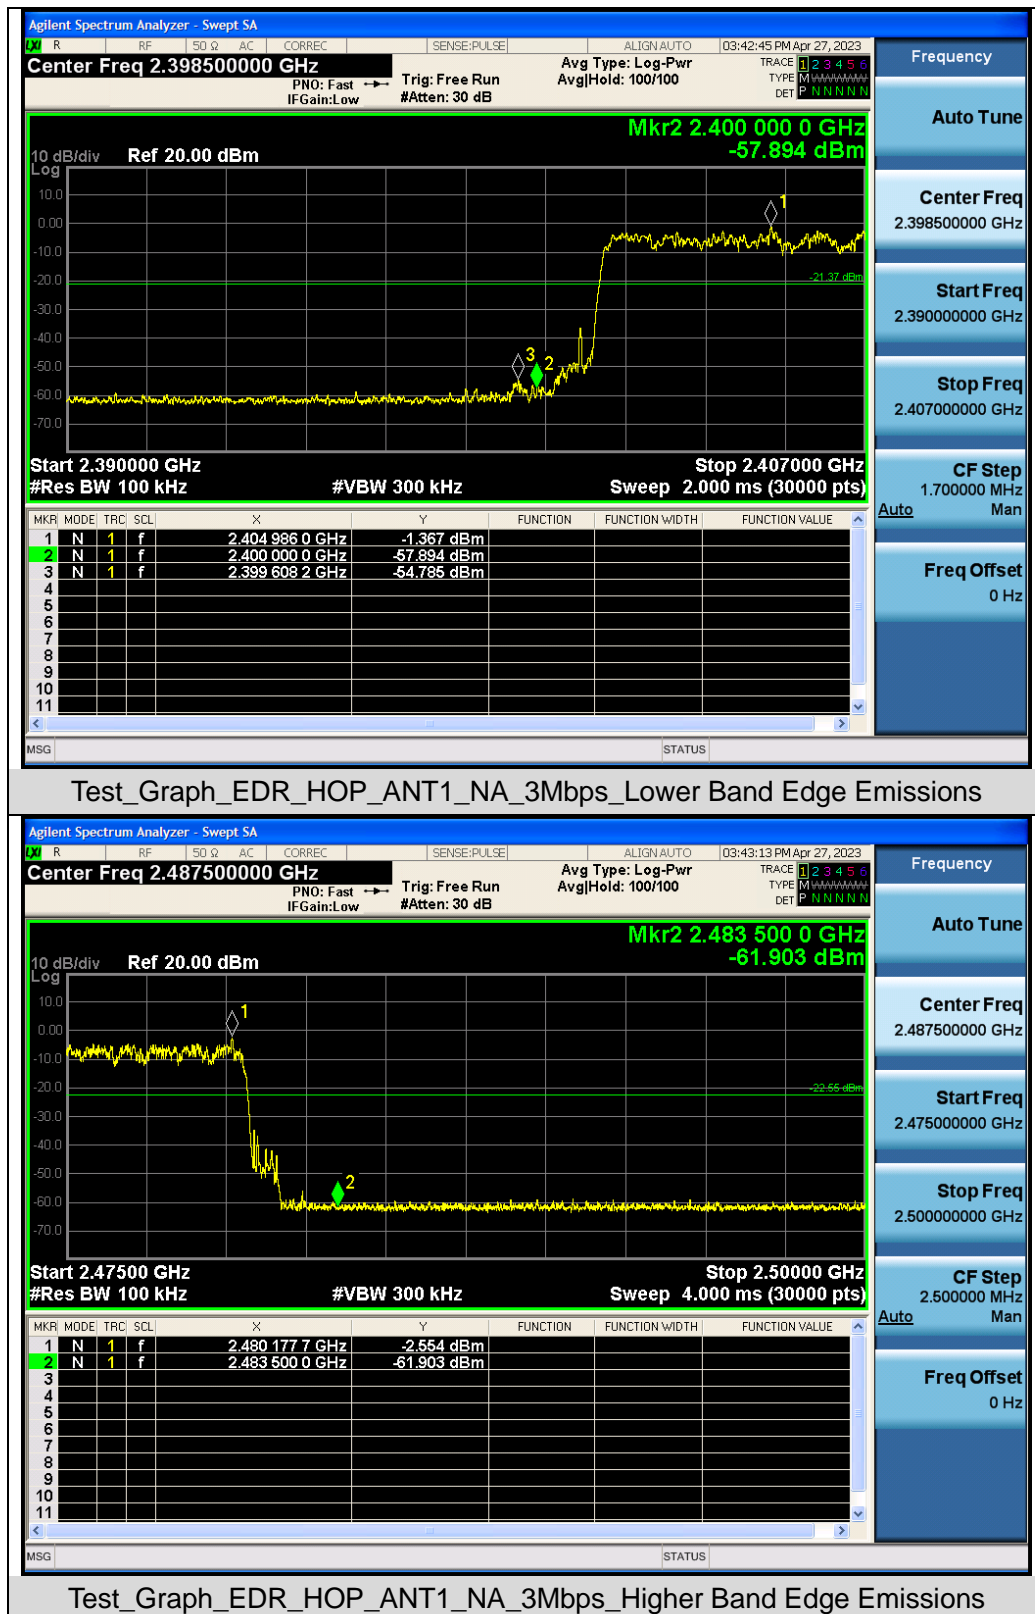 Agilent Spectrum Analyzer - Swept SA
LXI R RF 50 Ω AC CORREC SENSE:PULSE ALIGN AUTO 03:42:45 PM Apr 27, 2023
Center Freq 2.398500000 GHz
PNO: Fast
IFGain:Low
Trig: Free Run
#Atten: 30 dB
Avg Type: Log-Pwr
Avg|Hold: 100/100
TRACE 1 2 3 4 5 6
TYPE M
DET P N N N N N
Mkr2 2.400 000 0 GHz
-57.894 dBm
10 dB/div Ref 20.00 dBm
Log
10.0
0.00
-10.0
-20.0
-30.0
-40.0
-50.0
-60.0
-70.0
1
-21.37 dBm
3
2
Start 2.390000 GHz Stop 2.407000 GHz
#Res BW 100 kHz #VBW 300 kHz Sweep 2.000 ms (30000 pts)
MKR MODE TRC SCL X Y FUNCTION FUNCTION WIDTH FUNCTION VALUE
1 N 1 f 2.404 986 0 GHz -1.367 dBm
2 N 1 f 2.400 000 0 GHz -57.894 dBm
3 N 1 f 2.399 608 2 GHz -54.785 dBm
4
5
6
7
8
9
10
11
MSG STATUS
Frequency
Auto Tune
Center Freq
2.398500000 GHz
Start Freq
2.390000000 GHz
Stop Freq
2.407000000 GHz
CF Step
1.700000 MHz
Auto Man
Freq Offset
0 Hz
Test_Graph_EDR_HOP_ANT1_NA_3Mbps_Lower Band Edge Emissions
Agilent Spectrum Analyzer - Swept SA
LXI R RF 50 Ω AC CORREC SENSE:PULSE ALIGN AUTO 03:43:13 PM Apr 27, 2023
Center Freq 2.487500000 GHz
PNO: Fast
IFGain:Low
Trig: Free Run
#Atten: 30 dB
Avg Type: Log-Pwr
Avg|Hold: 100/100
TRACE 1 2 3 4 5 6
TYPE M
DET P N N N N N
Mkr2 2.483 500 0 GHz
-61.903 dBm
10 dB/div Ref 20.00 dBm
Log
10.0
0.00
-10.0
-20.0
-30.0
-40.0
-50.0
-60.0
-70.0
1
-22.55 dBm
2
Start 2.47500 GHz Stop 2.50000 GHz
#Res BW 100 kHz #VBW 300 kHz Sweep 4.000 ms (30000 pts)
MKR MODE TRC SCL X Y FUNCTION FUNCTION WIDTH FUNCTION VALUE
1 N 1 f 2.480 177 7 GHz -2.554 dBm
2 N 1 f 2.483 500 0 GHz -61.903 dBm
3
4
5
6
7
8
9
10
11
MSG STATUS
Frequency
Auto Tune
Center Freq
2.487500000 GHz
Start Freq
2.475000000 GHz
Stop Freq
2.500000000 GHz
CF Step
2.500000 MHz
Auto Man
Freq Offset
0 Hz
Test_Graph_EDR_HOP_ANT1_NA_3Mbps_Higher Band Edge Emissions